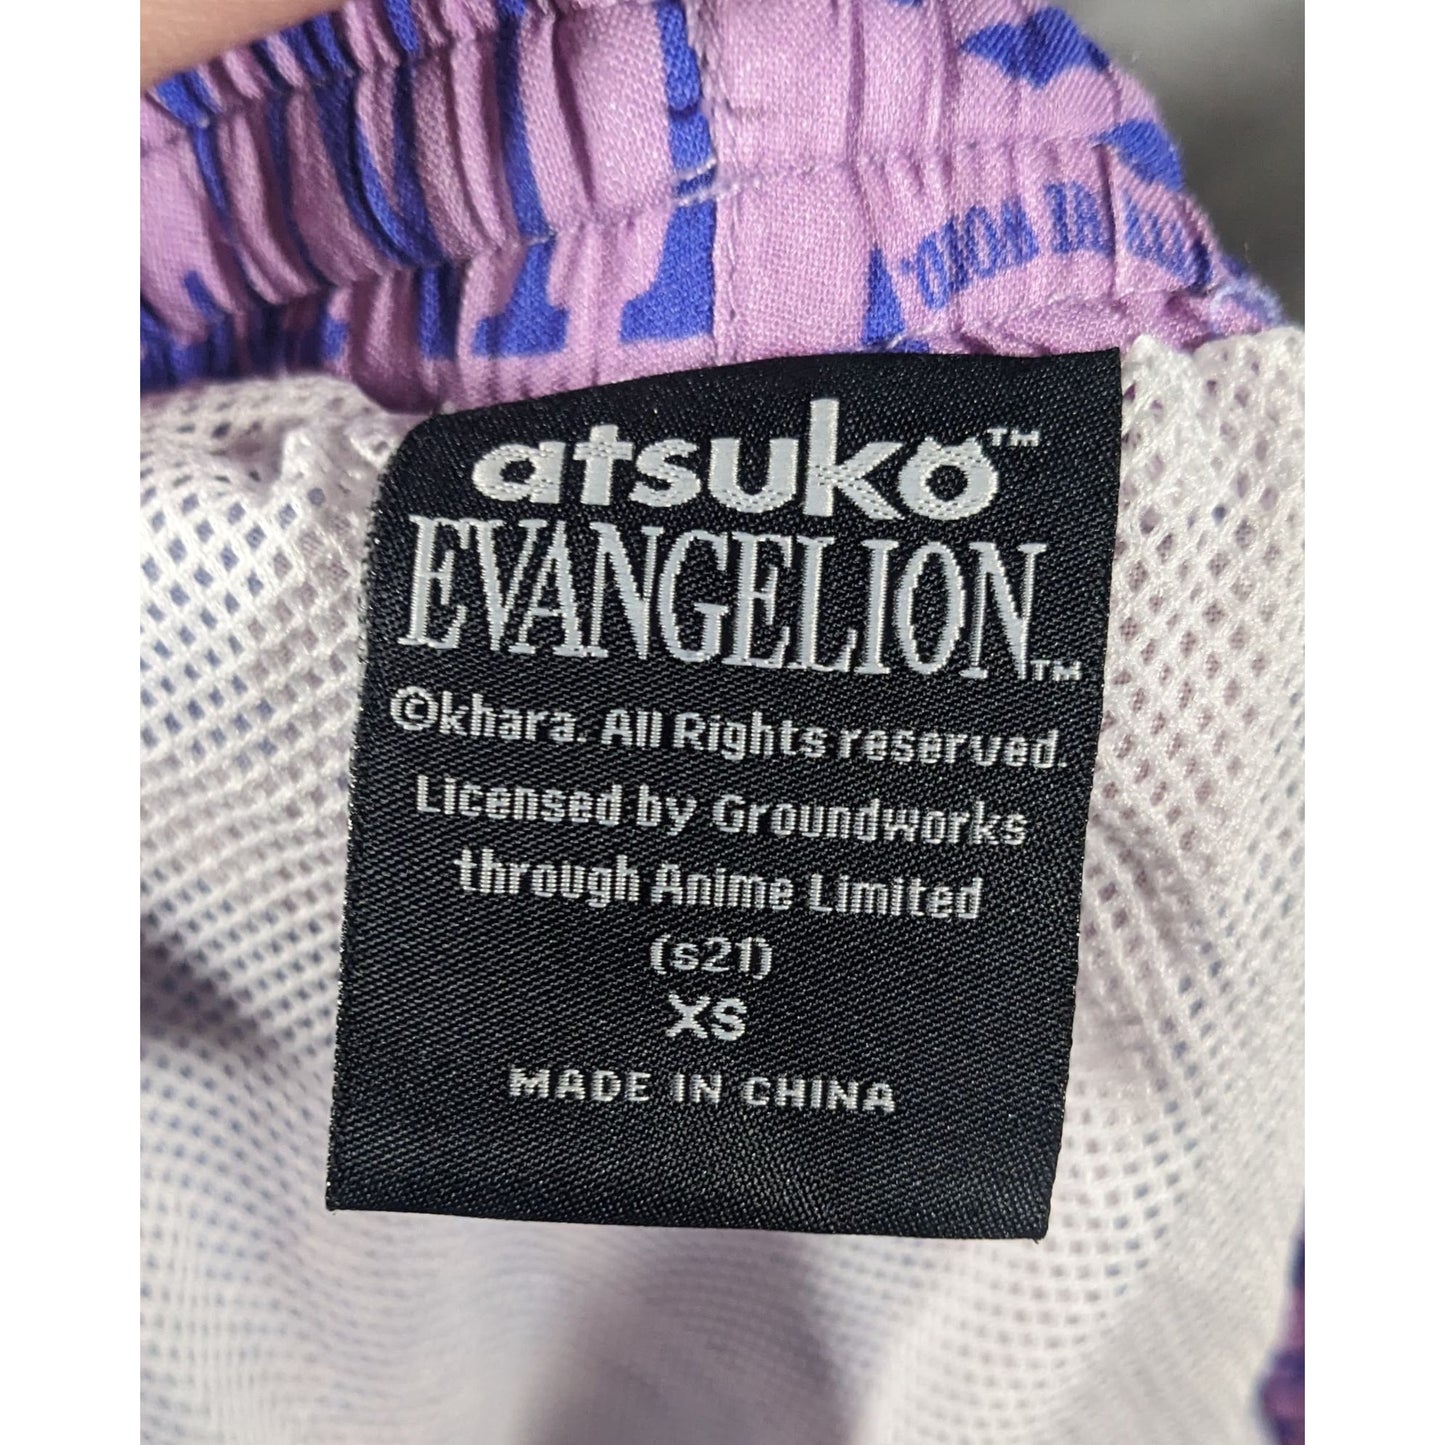 atsuko™
EVANGELION™
©khara. All Rights reserved.
Licensed by Groundworks
through Anime Limited
(s21)
XS
MADE IN CHINA